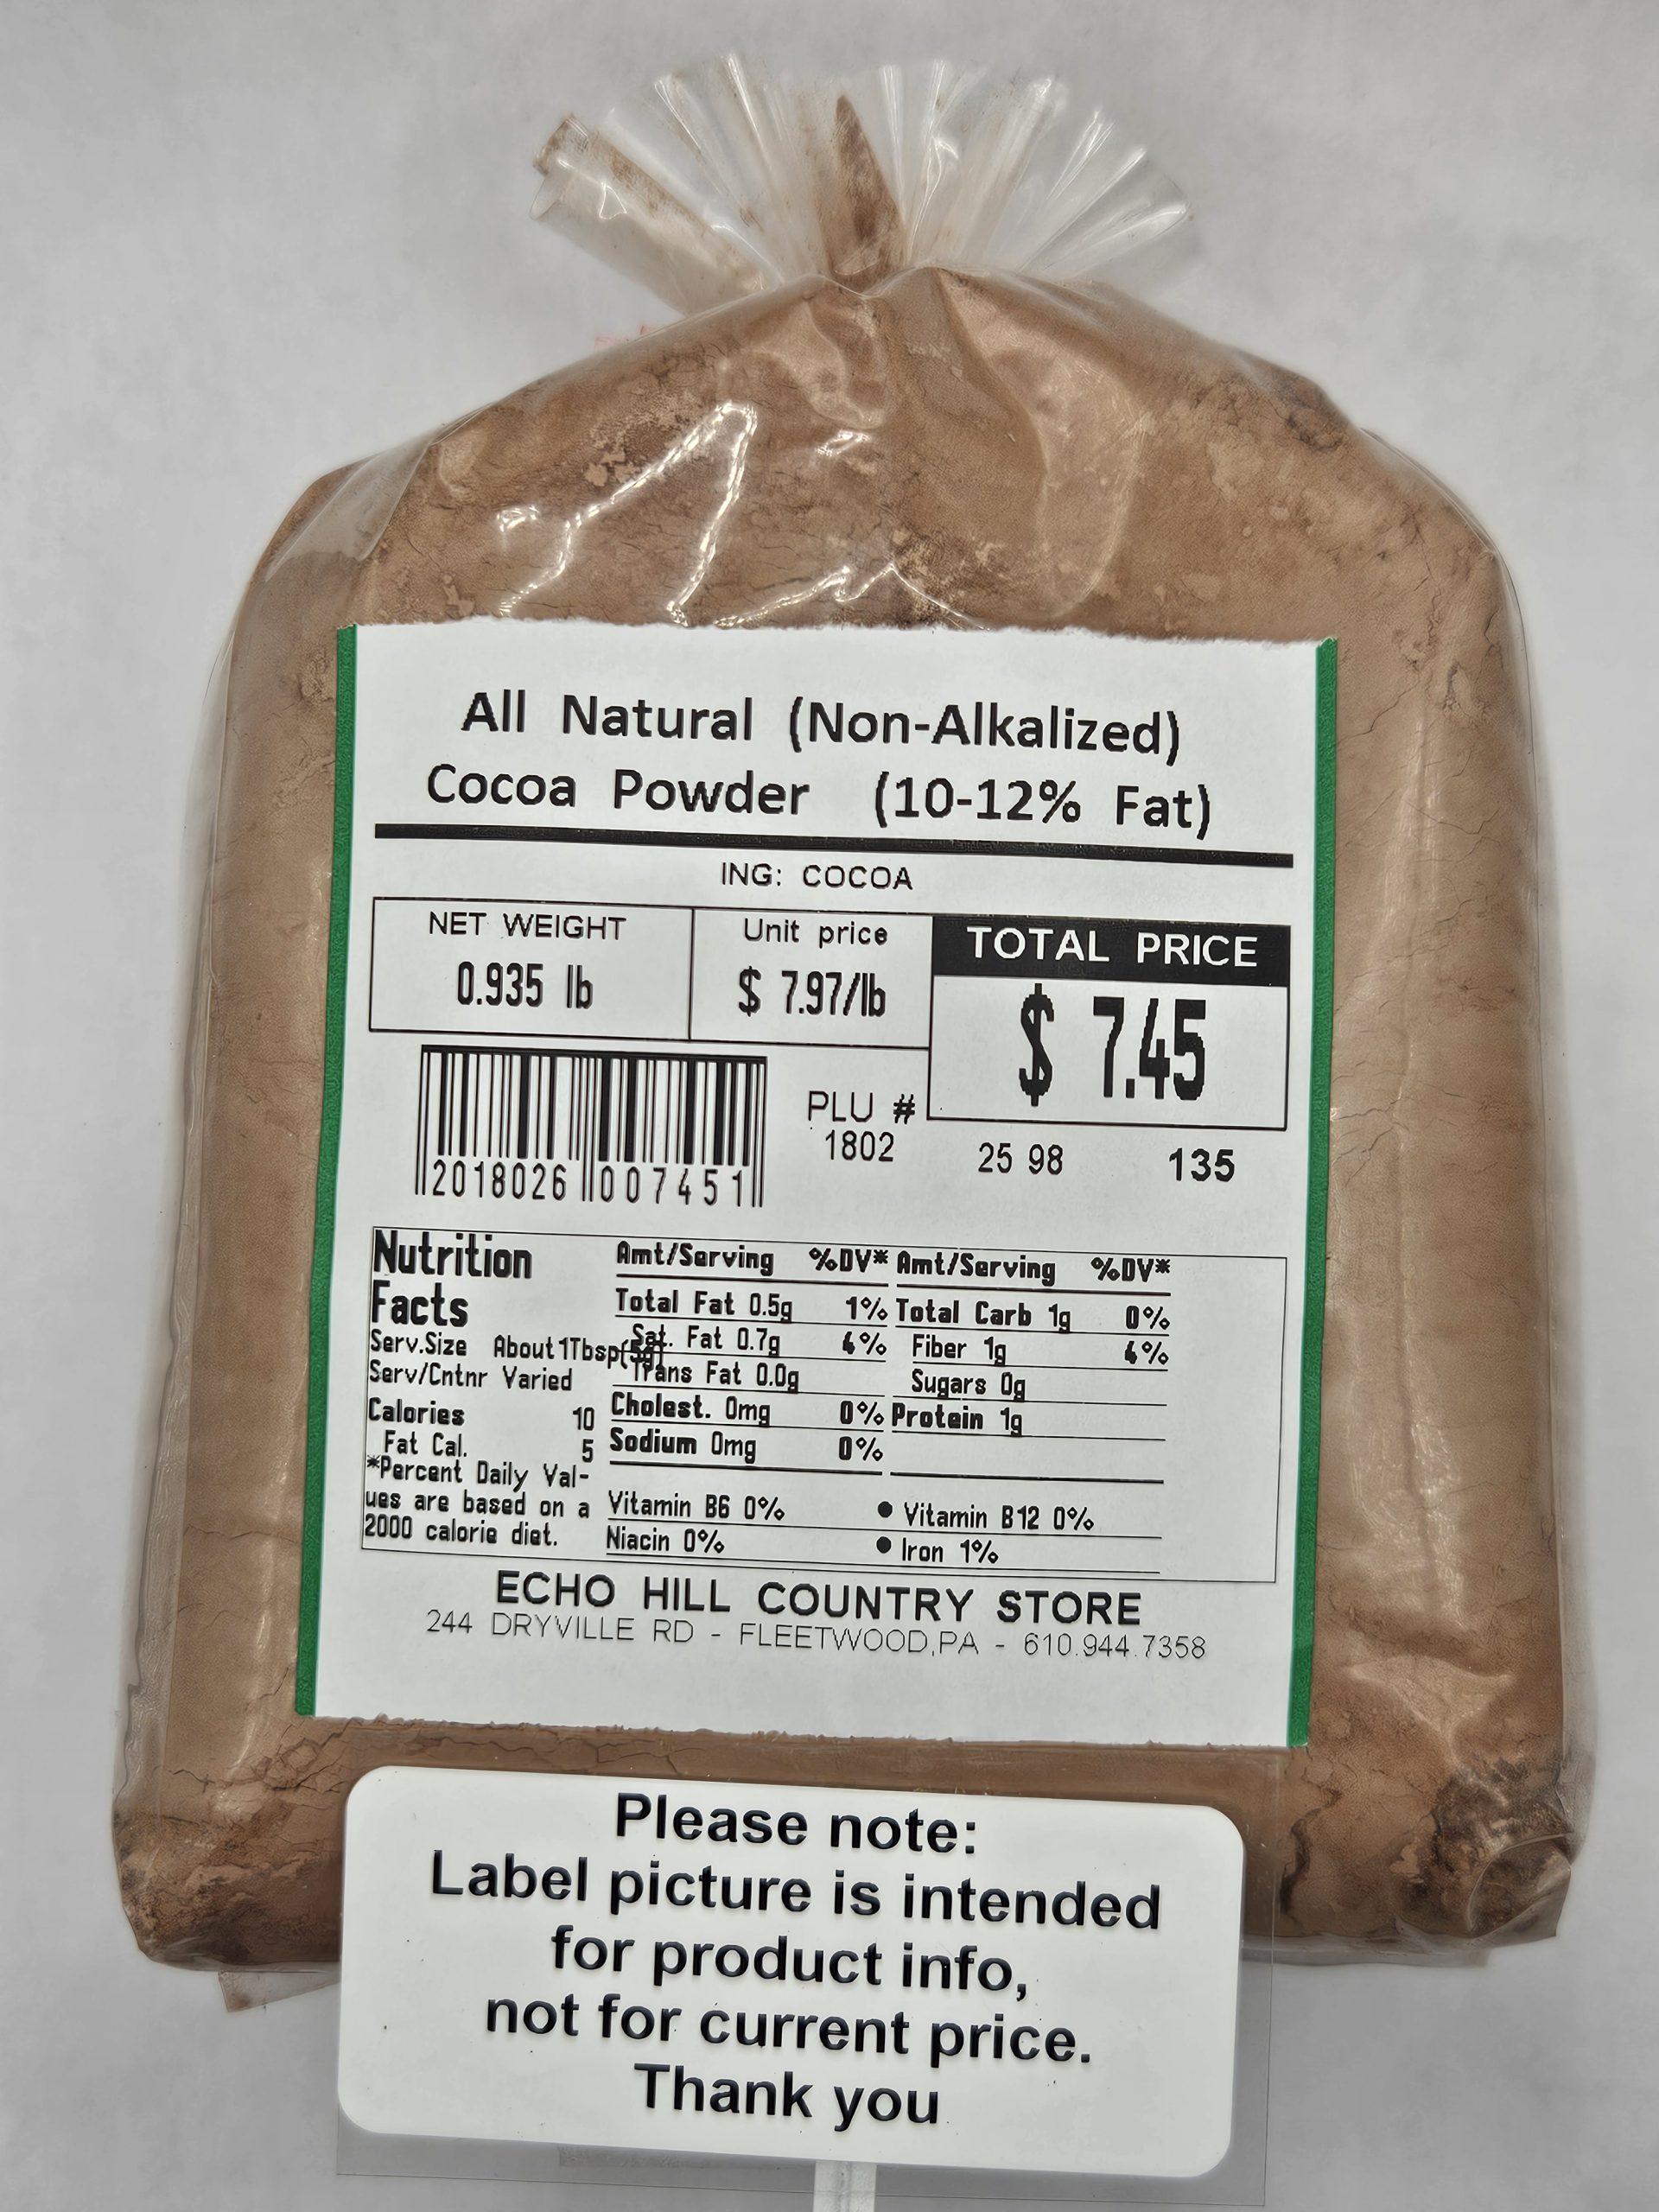 All Natural (Non-Alkalized)
Cocoa Powder (10-12% Fat)
ING: COCOA
NET WEIGHT
0.935 lb
Unit price
$ 7.97/lb
TOTAL PRICE
$ 7.45
2018026 007451
PLU #
1802
25 98
135
Nutrition
Facts
Serv.Size About 1Tbsp(5g)
Serv/Cntnr Varied
Calories 10
Fat Cal. 5
*Percent Daily Val-
ues are based on a
2000 calorie diet.
Amt/Serving %DV*
Total Fat 0.5g 1%
Sat. Fat 0.7g 4%
Trans Fat 0.0g
Cholest. 0mg 0%
Sodium 0mg 0%
Amt/Serving %DV*
Total Carb 1g 0%
Fiber 1g 4%
Sugars 0g
Protein 1g
Vitamin B6 0% • Vitamin B12 0%
Niacin 0% • Iron 1%
ECHO HILL COUNTRY STORE
244 DRYVILLE RD - FLEETWOOD,PA - 610.944.7358
Please note:
Label picture is intended
for product info,
not for current price.
Thank you